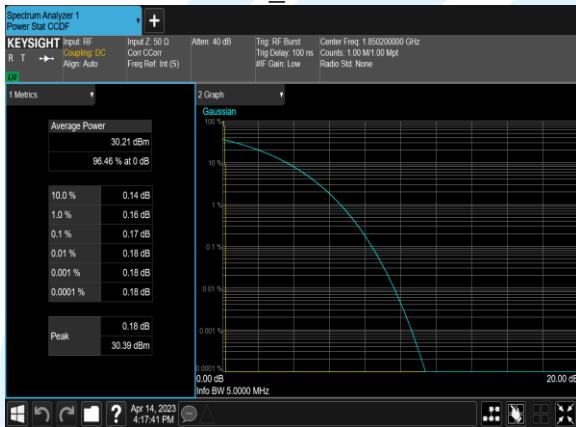 Spectrum Analyzer 1
Power Stat CCDF
KEYSIGHT
R T
Input: RF
Coupling: DC
Align: Auto
Input Z: 50 Ω
Corr CCorr
Freq Ref: Int (S)
Atten: 40 dB
Trig: RF Burst
Trig Delay: 100 ns
#IF Gain: Low
Center Freq: 1.850200000 GHz
Counts: 1.00 M/1.00 Mpt
Radio Std: None
1 Metrics
Average Power
30.21 dBm
96.46 % at 0 dB
10.0 % 0.14 dB
1.0 % 0.16 dB
0.1 % 0.17 dB
0.01 % 0.18 dB
0.001 % 0.18 dB
0.0001 % 0.18 dB
Peak
0.18 dB
30.39 dBm
2 Graph
Gaussian
100 %
10 %
1 %
0.1 %
0.01 %
0.001 %
0.0001 %
0.00 dB
20.00 dB
Info BW 5.0000 MHz
Apr 14, 2023
4:17:41 PM